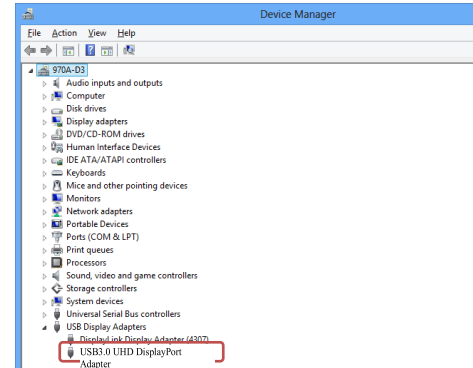 Device Manager
File Action View Help
970A-D3
Audio inputs and outputs
Computer
Disk drives
Display adapters
DVD/CD-ROM drives
Human Interface Devices
IDE ATA/ATAPI controllers
Keyboards
Mice and other pointing devices
Monitors
Network adapters
Portable Devices
Ports (COM & LPT)
Print queues
Processors
Sound, video and game controllers
Storage controllers
System devices
Universal Serial Bus controllers
USB Display Adapters
DisplayLink Display Adapter (4307)
USB3.0 UHD DisplayPort
Adapter